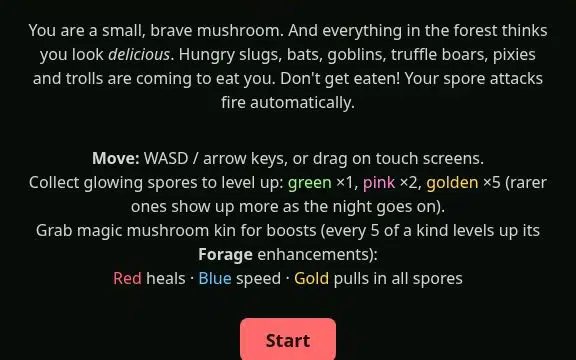 You are a small, brave mushroom. And everything in the forest thinks
you look delicious. Hungry slugs, bats, goblins, truffle boars, pixies
and trolls are coming to eat you. Don't get eaten! Your spore attacks
fire automatically.
Move: WASD / arrow keys, or drag on touch screens.
Collect glowing spores to level up: green ×1, pink ×2, golden ×5 (rarer
ones show up more as the night goes on).
Grab magic mushroom kin for boosts (every 5 of a kind levels up its
Forage enhancements):
Red heals · Blue speed · Gold pulls in all spores
Start